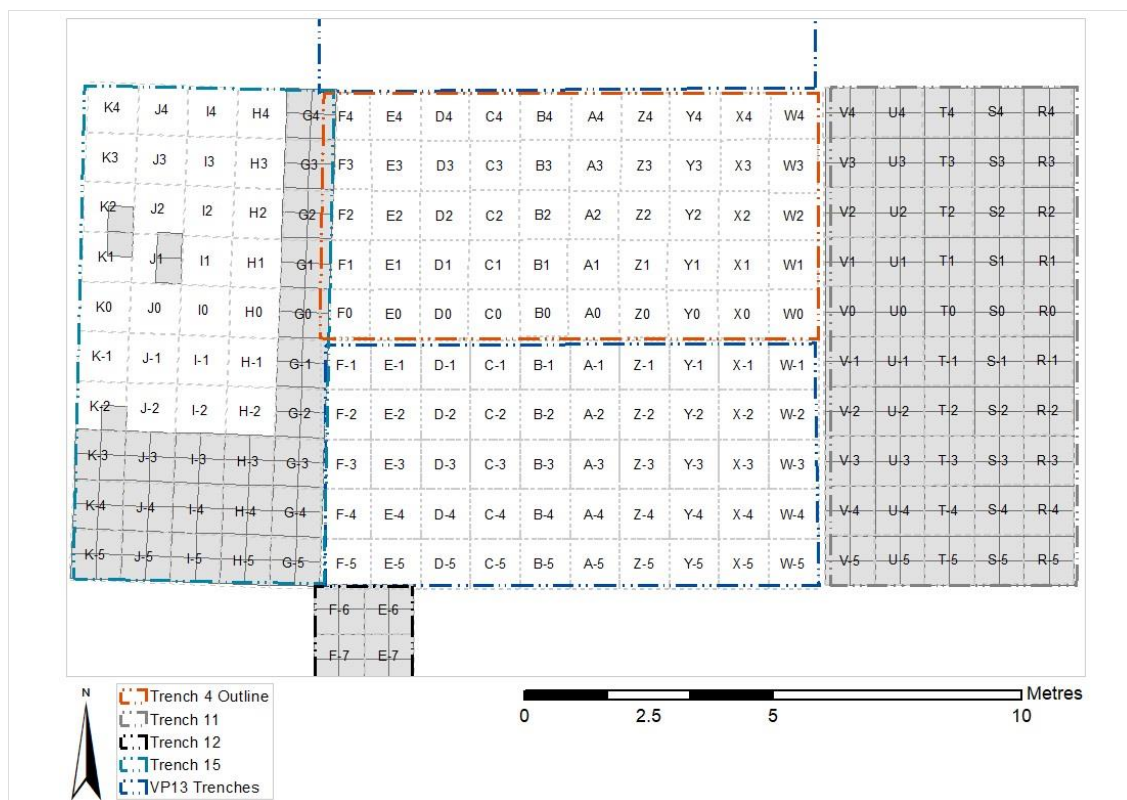 K4 J4 I4 H4 G4 F4 E4 D4 C4 B4 A4 Z4 Y4 X4 W4 V4 U4 T4 S4 R4
K3 J3 I3 H3 G3 F3 E3 D3 C3 B3 A3 Z3 Y3 X3 W3 V3 U3 T3 S3 R3
K2 J2 I2 H2 G2 F2 E2 D2 C2 B2 A2 Z2 Y2 X2 W2 V2 U2 T2 S2 R2
K1 J1 I1 H1 G1 F1 E1 D1 C1 B1 A1 Z1 Y1 X1 W1 V1 U1 T1 S1 R1
K0 J0 I0 H0 G0 F0 E0 D0 C0 B0 A0 Z0 Y0 X0 W0 V0 U0 T0 S0 R0
K-1 J-1 I-1 H-1 G-1 F-1 E-1 D-1 C-1 B-1 A-1 Z-1 Y-1 X-1 W-1 V-1 U-1 T-1 S-1 R-1
K-2 J-2 I-2 H-2 G-2 F-2 E-2 D-2 C-2 B-2 A-2 Z-2 Y-2 X-2 W-2 V-2 U-2 T-2 S-2 R-2
K-3 J-3 I-3 H-3 G-3 F-3 E-3 D-3 C-3 B-3 A-3 Z-3 Y-3 X-3 W-3 V-3 U-3 T-3 S-3 R-3
K-4 J-4 I-4 H-4 G-4 F-4 E-4 D-4 C-4 B-4 A-4 Z-4 Y-4 X-4 W-4 V-4 U-4 T-4 S-4 R-4
K-5 J-5 I-5 H-5 G-5 F-5 E-5 D-5 C-5 B-5 A-5 Z-5 Y-5 X-5 W-5 V-5 U-5 T-5 S-5 R-5
F-6 E-6
F-7 E-7
N
Trench 4 Outline
Trench 11
Trench 12
Trench 15
VP13 Trenches
Metres
0 2.5 5 10